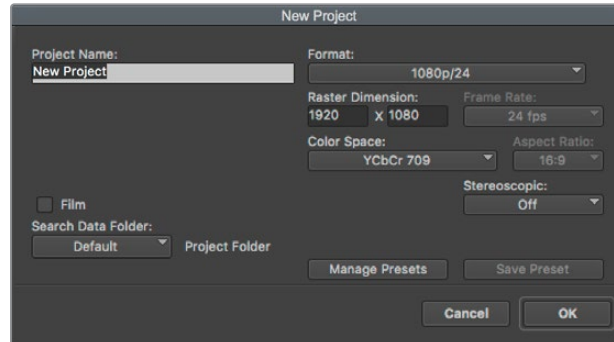 New Project
Project Name:
New Project
Format:
1080p/24
Raster Dimension:
Frame Rate:
1920 X 1080
24 fps
Color Space:
Aspect Ratio:
YCbCr 709
16:9
Stereoscopic:
Off
Film
Search Data Folder:
Default
Project Folder
Manage Presets
Save Preset
Cancel
OK